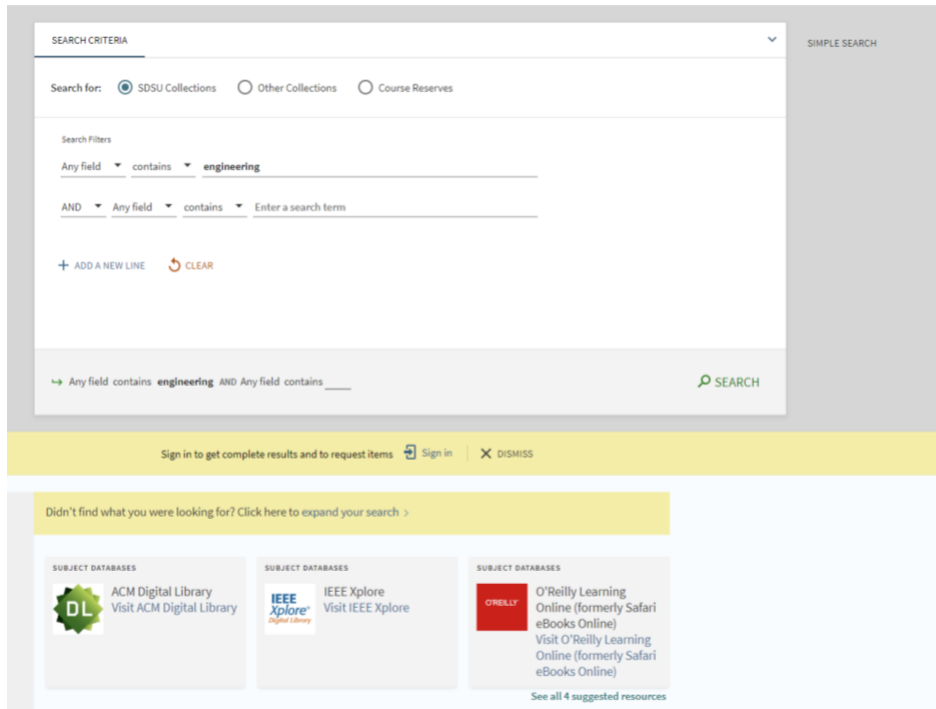 SEARCH CRITERIA
SIMPLE SEARCH
Search for: SDSU Collections Other Collections Course Reserves
Search Filters
Any field contains engineering
AND Any field contains Enter a search term
+ ADD A NEW LINE CLEAR
Any field contains engineering AND Any field contains ____
SEARCH
Sign in to get complete results and to request items Sign in DISMISS
Didn't find what you were looking for? Click here to expand your search >
SUBJECT DATABASES
DL
ACM Digital Library
Visit ACM Digital Library
SUBJECT DATABASES
IEEE
Xplore®
Digital Library
IEEE Xplore
Visit IEEE Xplore
SUBJECT DATABASES
O'REILLY
O'Reilly Learning
Online (formerly Safari
eBooks Online)
Visit O'Reilly Learning
Online (formerly Safari
eBooks Online)
See all 4 suggested resources